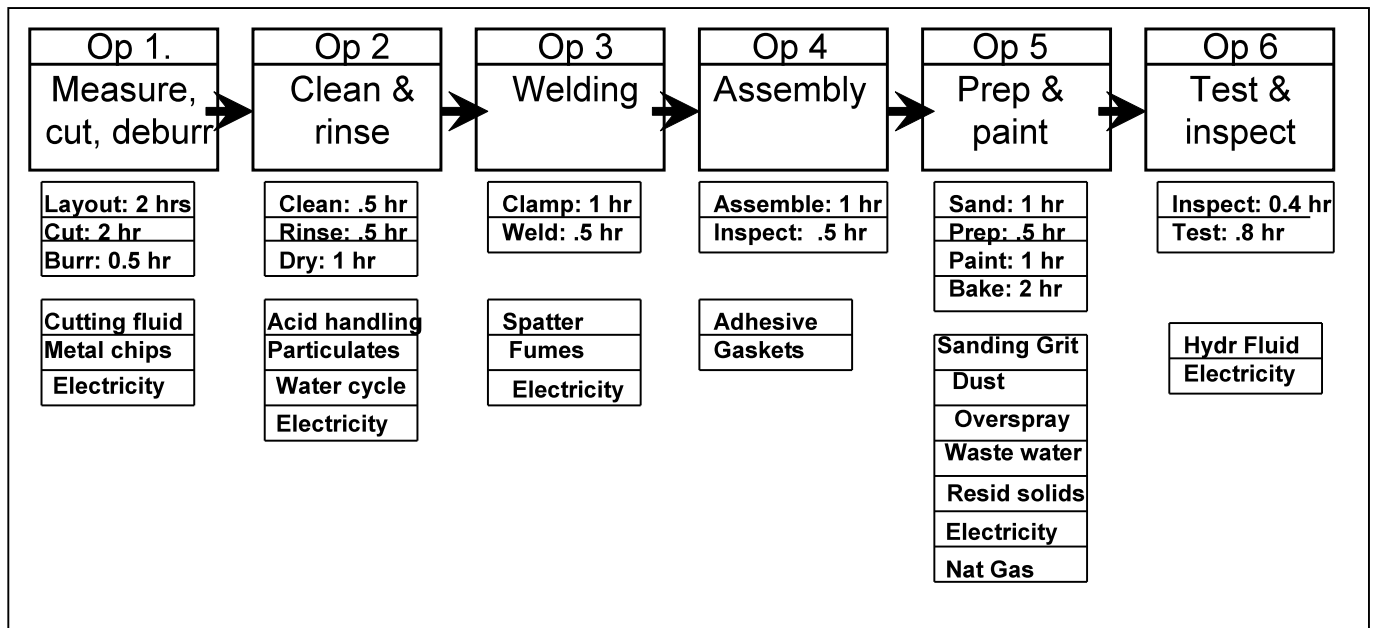 Op 1.
Measure,
cut, deburr
Layout: 2 hrs
Cut: 2 hr
Burr: 0.5 hr
Cutting fluid
Metal chips
Electricity
Op 2
Clean &
rinse
Clean: .5 hr
Rinse: .5 hr
Dry: 1 hr
Acid handling
Particulates
Water cycle
Electricity
Op 3
Welding
Clamp: 1 hr
Weld: .5 hr
Spatter
Fumes
Electricity
Op 4
Assembly
Assemble: 1 hr
Inspect: .5 hr
Adhesive
Gaskets
Op 5
Prep &
paint
Sand: 1 hr
Prep: .5 hr
Paint: 1 hr
Bake: 2 hr
Sanding Grit
Dust
Overspray
Waste water
Resid solids
Electricity
Nat Gas
Op 6
Test &
inspect
Inspect: 0.4 hr
Test: .8 hr
Hydr Fluid
Electricity